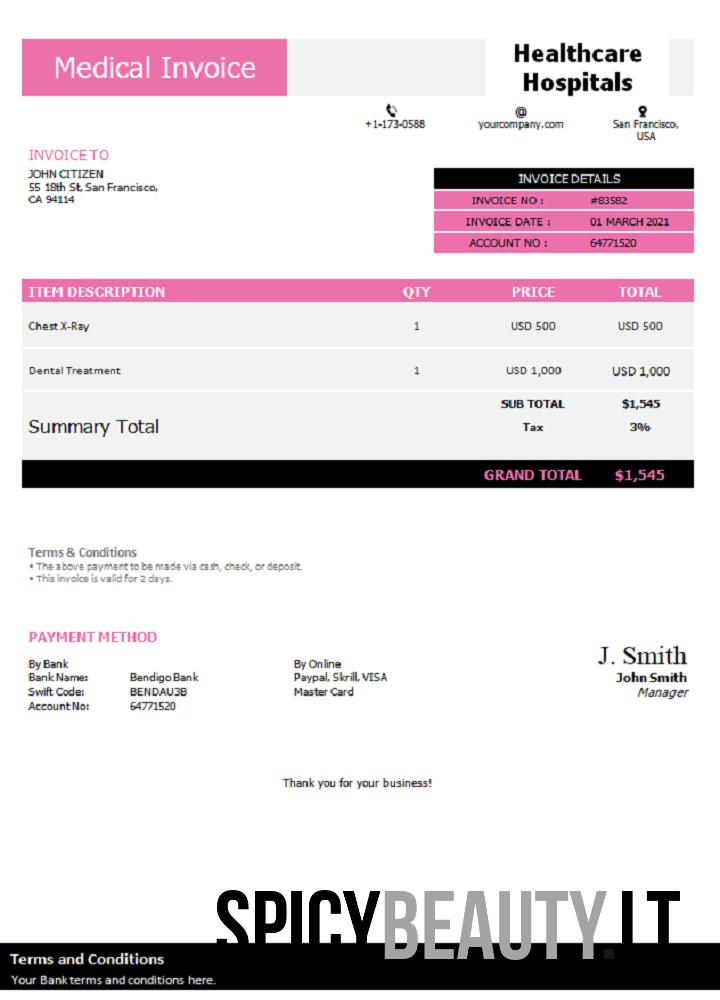 Medical Invoice
Healthcare
Hospitals
+1-173-0588
@
yourcompany.com
San Francisco,
USA
INVOICE TO
JOHN CITIZEN
55 18th St, San Francisco,
CA 94114
INVOICE DETAILS
INVOICE NO : #83582
INVOICE DATE : 01 MARCH 2021
ACCOUNT NO : 64771520
ITEM DESCRIPTION QTY PRICE TOTAL
Chest X-Ray 1 USD 500 USD 500
Dental Treatment 1 USD 1,000 USD 1,000
SUB TOTAL $1,545
Summary Total Tax 3%
GRAND TOTAL $1,545
Terms & Conditions
• The above payment to be made via cash, check, or deposit.
• This invoice is valid for 2 days.
PAYMENT METHOD
By Bank
Bank Name: Bendigo Bank
Swift Code: BENDAU3B
Account No: 64771520
By Online
Paypal, Skrill, VISA
Master Card
J. Smith
John Smith
Manager
Thank you for your business!
SPICYBEAUTY.IT
Terms and Conditions
Your Bank terms and conditions here.